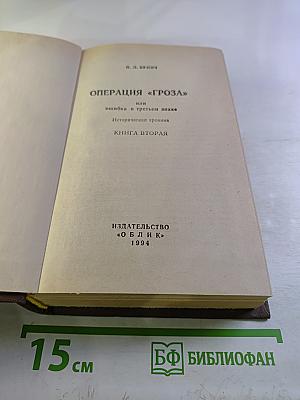 И. Л. БУНИЧ
ОПЕРАЦИЯ «ГРОЗА»
или
ошибка в третьем знаке
Историческая хроника
КНИГА ВТОРАЯ
ИЗДАТЕЛЬСТВО
«ОБЛИК»
1994
15 см
БФ БИБЛИОФАН